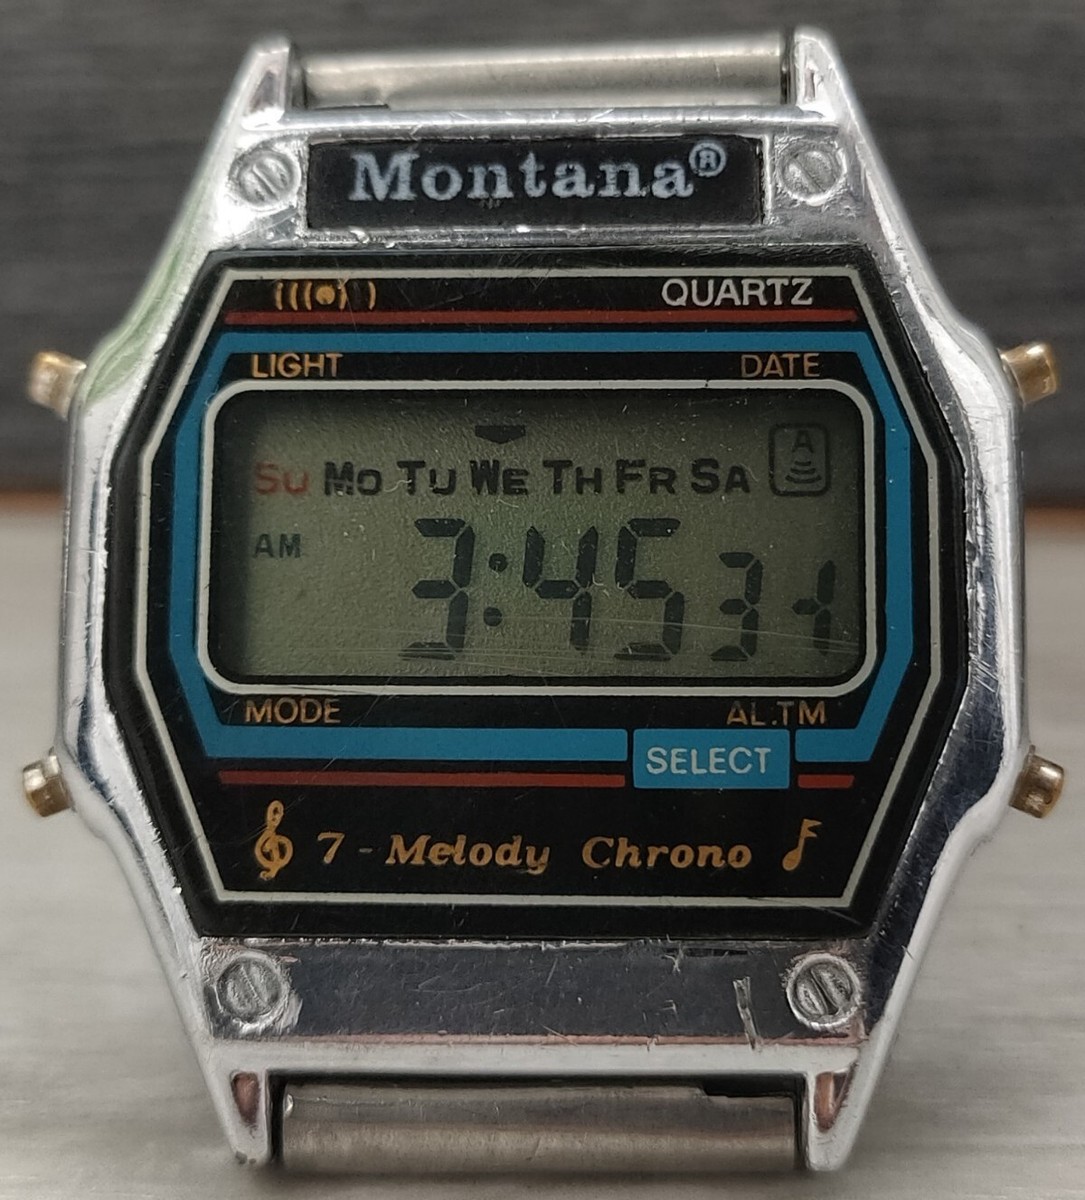 Montana®
QUARTZ
LIGHT DATE
A
Su Mo Tu We Th Fr Sa
AM 3:45
MODE AL.TM
SELECT
7 - Melody Chrono